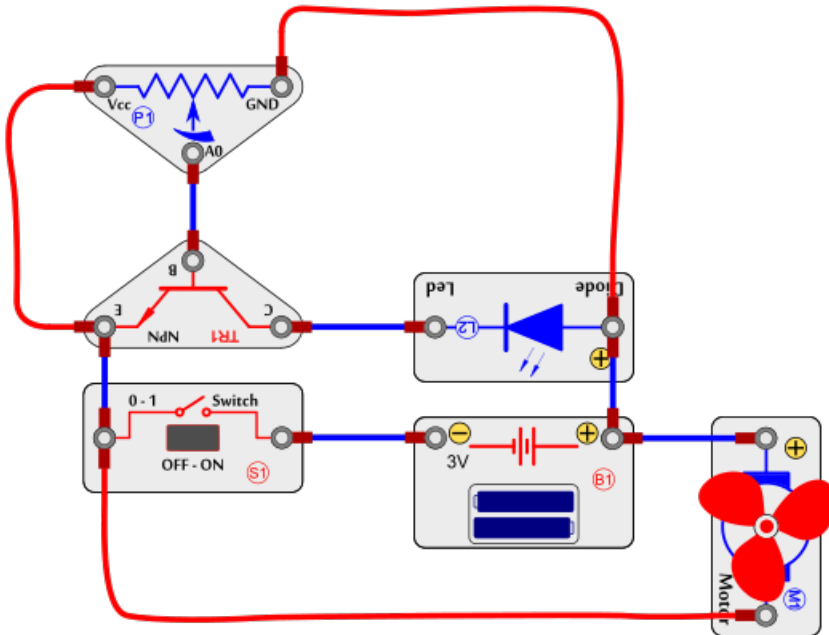 Vcc
GND
P1
A0
B
E
C
NPN
TR1
Led
Diode
L2
+
0 - 1
Switch
OFF - ON
S1
−
+
3V
B1
+
Motor
M1